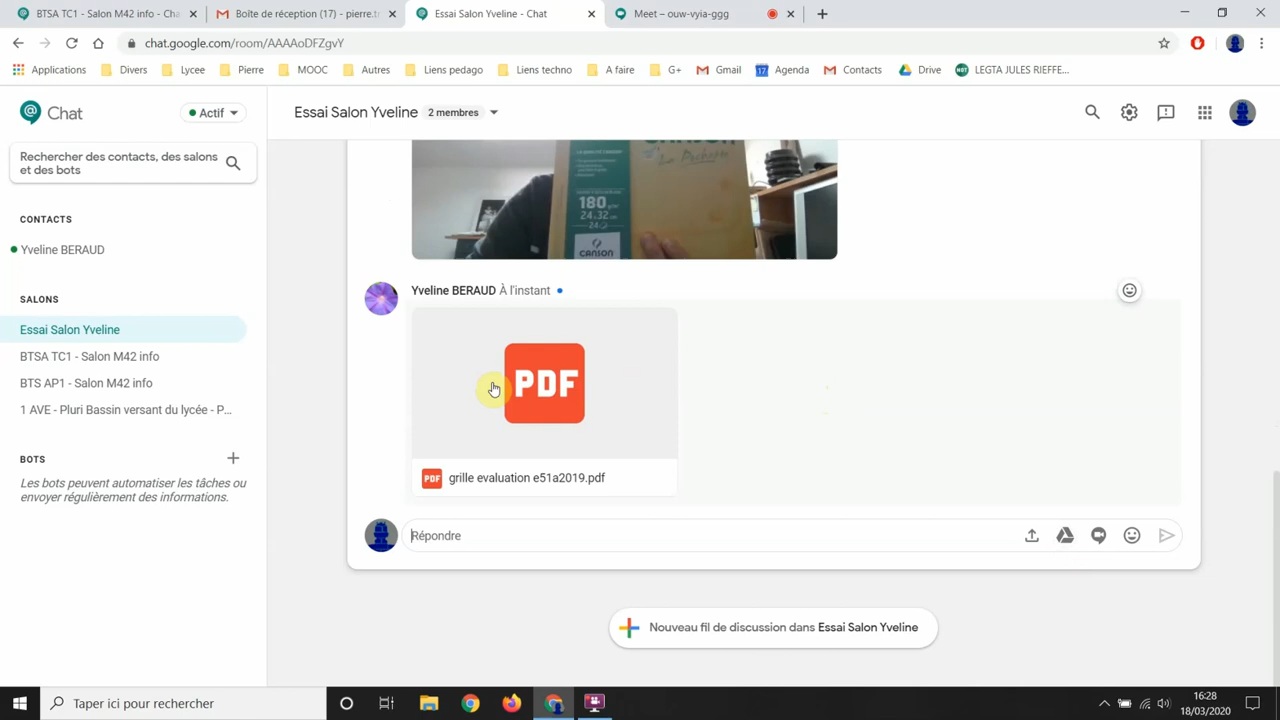 BTSA TC1 - Salon M42 info - Cha
Boîte de réception (17) - pierre.tr
Essai Salon Yveline - Chat
Meet – ouw-vyia-ggg
chat.google.com/room/AAAAoDFZgvY
Applications
Divers
Lycee
Pierre
MOOC
Autres
Liens pedago
Liens techno
A faire
G+
Gmail
Agenda
Contacts
Drive
LEGTA JULES RIEFFE...
Chat
Actif
Essai Salon Yveline 2 membres
Rechercher des contacts, des salons
et des bots
CONTACTS
Yveline BERAUD
SALONS
Essai Salon Yveline
BTSA TC1 - Salon M42 info
BTS AP1 - Salon M42 info
1 AVE - Pluri Bassin versant du lycée - P...
BOTS
Les bots peuvent automatiser les tâches ou
envoyer régulièrement des informations.
CANSON
La Pochette
180
24x32
CANSON
Yveline BERAUD À l'instant
PDF
PDF grille evaluation e51a2019.pdf
Répondre
Nouveau fil de discussion dans Essai Salon Yveline
Taper ici pour rechercher
16:28
18/03/2020